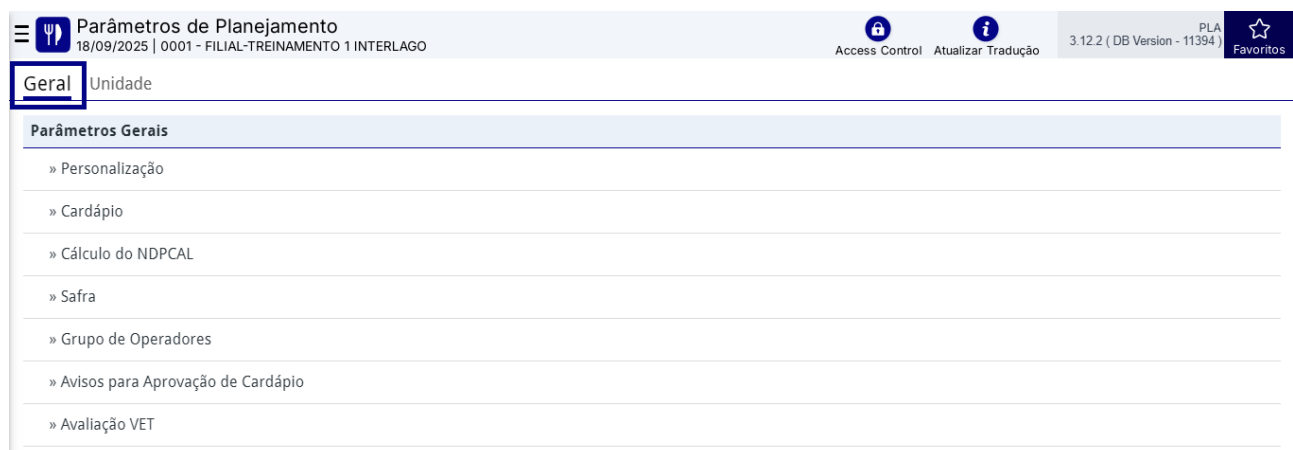 Parâmetros de Planejamento
18/09/2025 | 0001 - FILIAL-TREINAMENTO 1 INTERLAGO
Access Control
Atualizar Tradução
PLA
3.12.2 ( DB Version - 11394 )
Favoritos
Geral
Unidade
Parâmetros Gerais
» Personalização
» Cardápio
» Cálculo do NDPCAL
» Safra
» Grupo de Operadores
» Avisos para Aprovação de Cardápio
» Avaliação VET